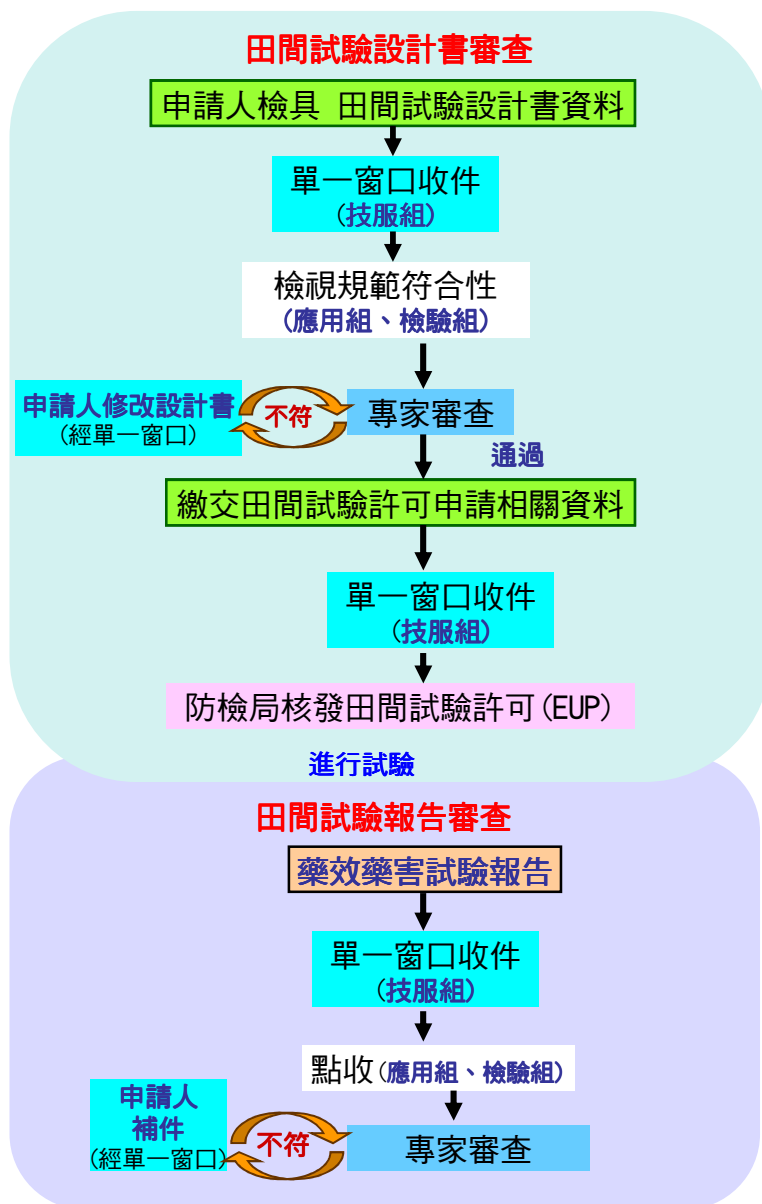 田間試驗設計書審查
申請人檢具 田間試驗設計書資料
單一窗口收件
(技服組)
檢視規範符合性
(應用組、檢驗組)
申請人修改設計書
(經單一窗口)
不符
專家審查
通過
繳交田間試驗許可申請相關資料
單一窗口收件
(技服組)
防檢局核發田間試驗許可(EUP)
進行試驗
田間試驗報告審查
藥效藥害試驗報告
單一窗口收件
(技服組)
點收(應用組、檢驗組)
申請人
補件
(經單一窗口)
不符
專家審查